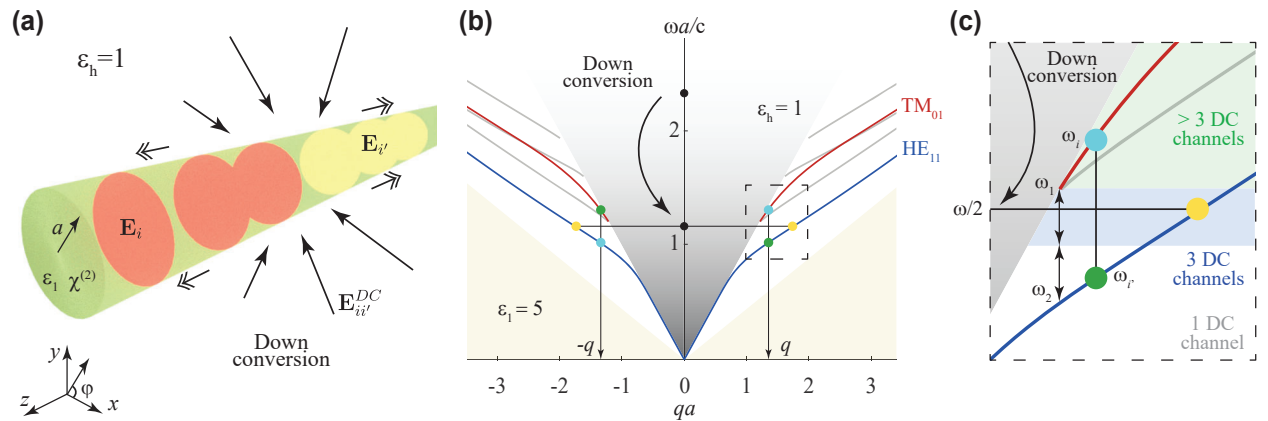 (a)
ε_h=1
a
ε_1 χ^(2)
E_i
E_i'
E_ii'^DC
Down
conversion
y
φ
z
x
(b)
ωa/c
Down
conversion
ε_h = 1
TM_01
HE_11
2
1
ε_1 = 5
-q
q
-3 -2 -1 0 1 2 3
qa
(c)
Down
conversion
> 3 DC
channels
ω_i
ω_1
ω/2
3 DC
channels
ω_2
ω_i'
1 DC
channel